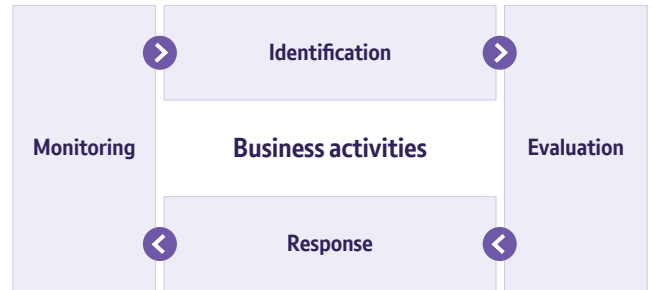 Identification
Monitoring
Business activities
Evaluation
Response